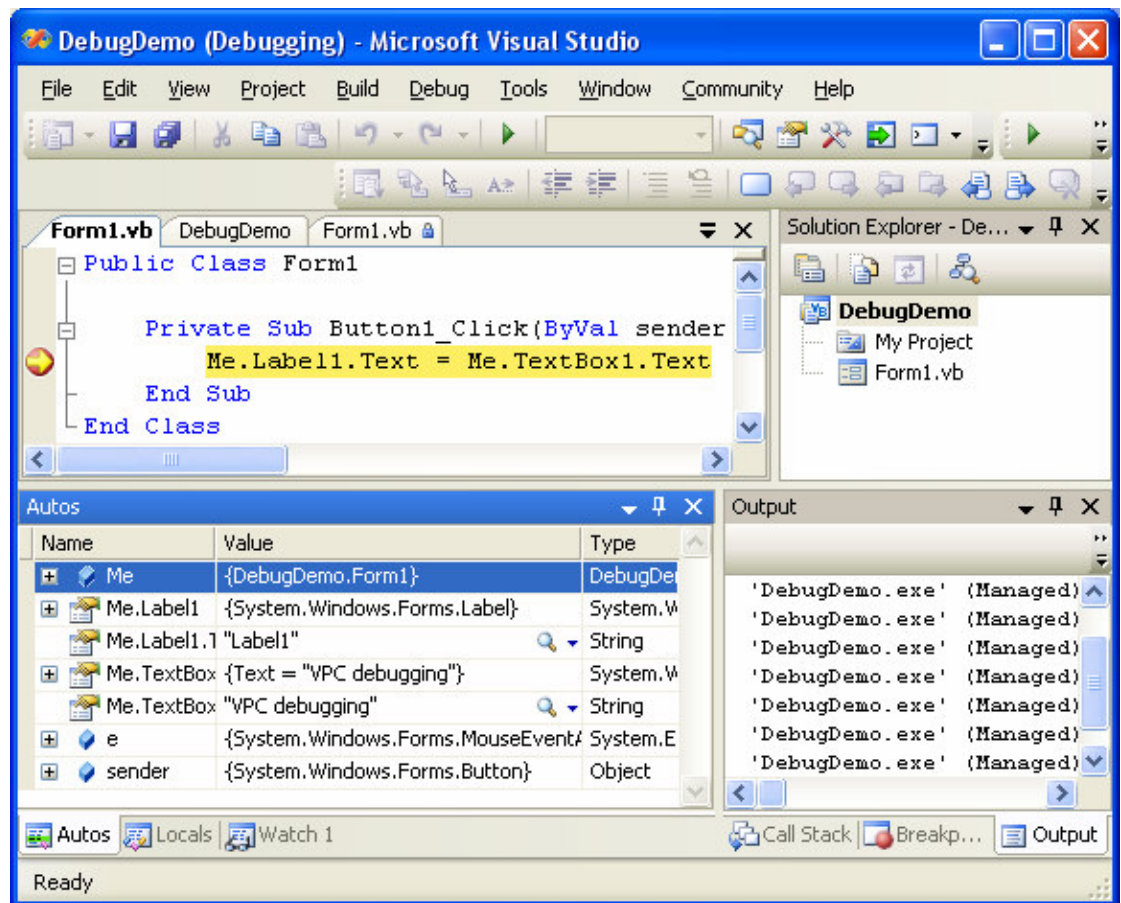 DebugDemo (Debugging) - Microsoft Visual Studio
File Edit View Project Build Debug Tools Window Community Help
Form1.vb DebugDemo Form1.vb
Public Class Form1
Private Sub Button1_Click(ByVal sender
Me.Label1.Text = Me.TextBox1.Text
End Sub
End Class
Solution Explorer - De...
DebugDemo
My Project
Form1.vb
Autos
Name Value Type
Me {DebugDemo.Form1} DebugDe
Me.Label1 {System.Windows.Forms.Label} System.W
Me.Label1.T "Label1" String
Me.TextBox {Text = "VPC debugging"} System.W
Me.TextBox "VPC debugging" String
e {System.Windows.Forms.MouseEventA System.E
sender {System.Windows.Forms.Button} Object
Autos Locals Watch 1
Output
'DebugDemo.exe' (Managed)
'DebugDemo.exe' (Managed)
'DebugDemo.exe' (Managed)
'DebugDemo.exe' (Managed)
'DebugDemo.exe' (Managed)
'DebugDemo.exe' (Managed)
'DebugDemo.exe' (Managed)
Call Stack Breakp... Output
Ready